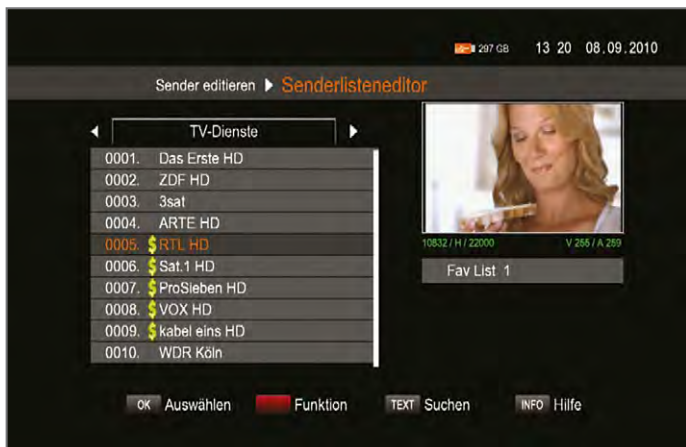 297 GB 13 20 08.09.2010
Sender editieren ▶ Senderlisteneditor
TV-Dienste
0001. Das Erste HD
0002. ZDF HD
0003. 3sat
0004. ARTE HD
0005. $ RTL HD
0006. $ Sat.1 HD
0007. $ ProSieben HD
0008. $ VOX HD
0009. $ kabel eins HD
0010. WDR Köln
10832 / H / 22000 V 255 / A 259
Fav List 1
OK Auswählen Funktion TEXT Suchen INFO Hilfe